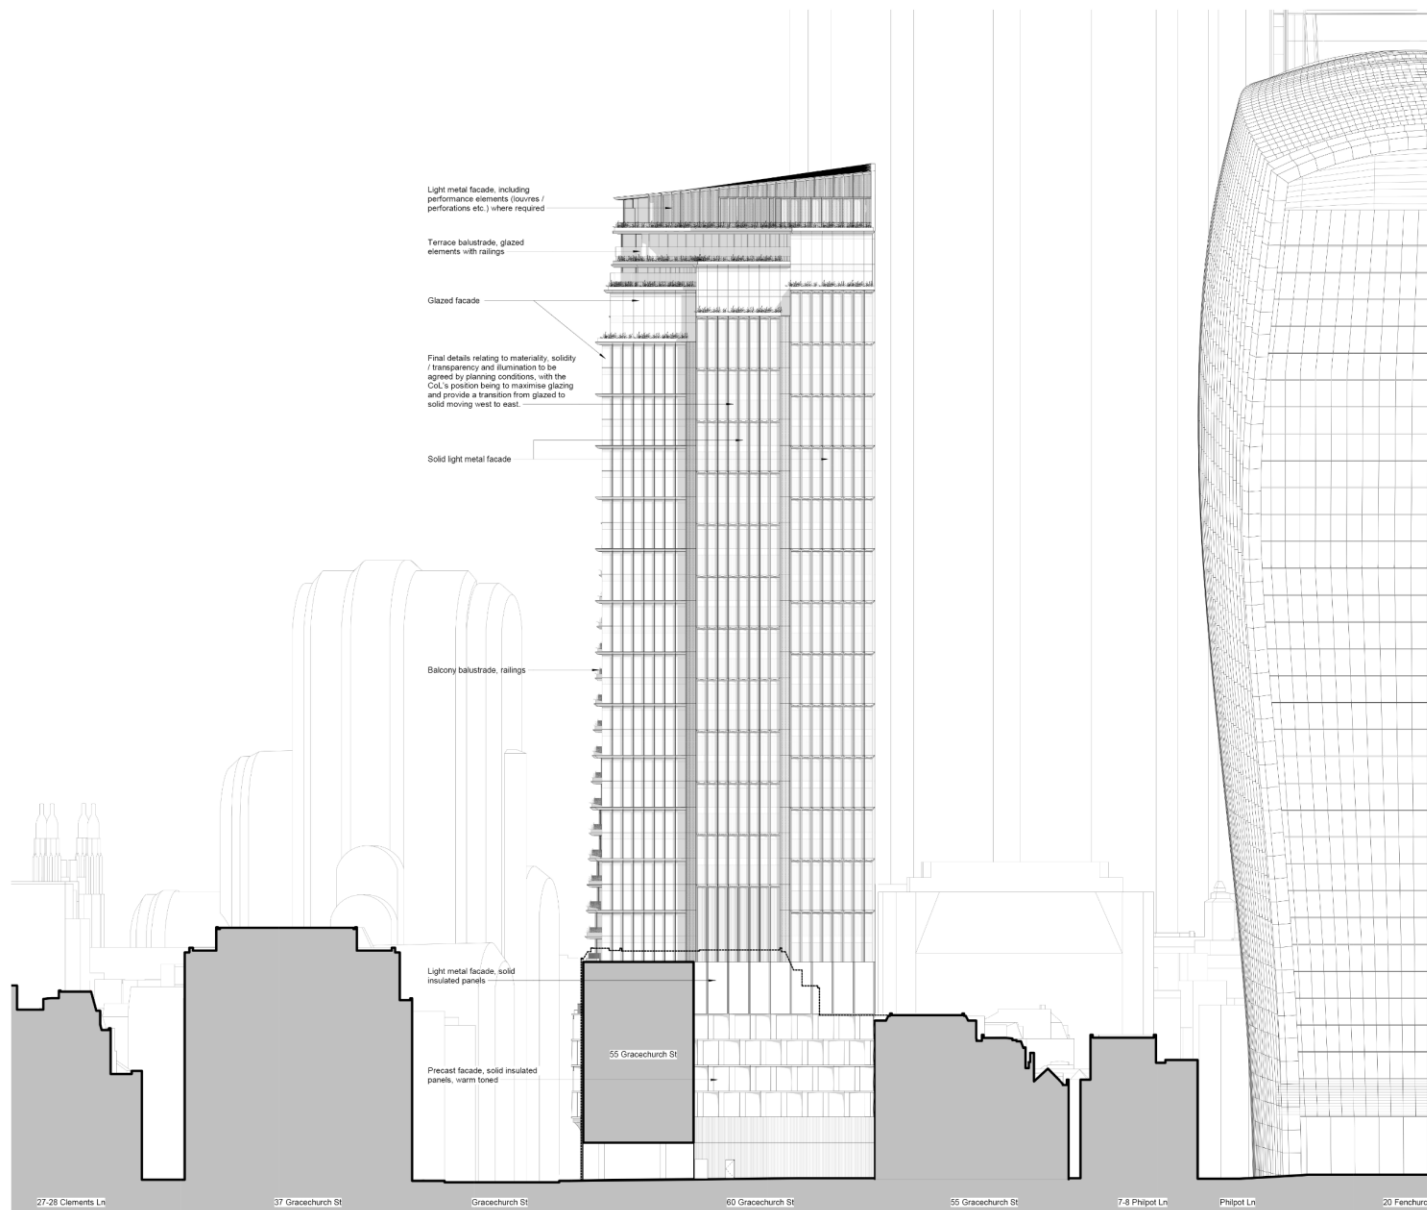 Light metal facade, including
performance elements (louvres /
perforations etc.) where required
Terrace balustrade, glazed
elements with railings
Glazed facade
Final details relating to materiality, solidity
/ transparency and illumination to be
agreed by planning conditions, with the
CoL's position being to maximise glazing
and provide a transition from glazed to
solid moving west to east.
Solid light metal facade
Balcony balustrade, railings
Light metal facade, solid
insulated panels
55 Gracechurch St
Precast facade, solid insulated
panels, warm toned
27-28 Clements Ln
37 Gracechurch St
Gracechurch St
60 Gracechurch St
55 Gracechurch St
7-8 Philpot Ln
Philpot Ln
20 Fenchurc